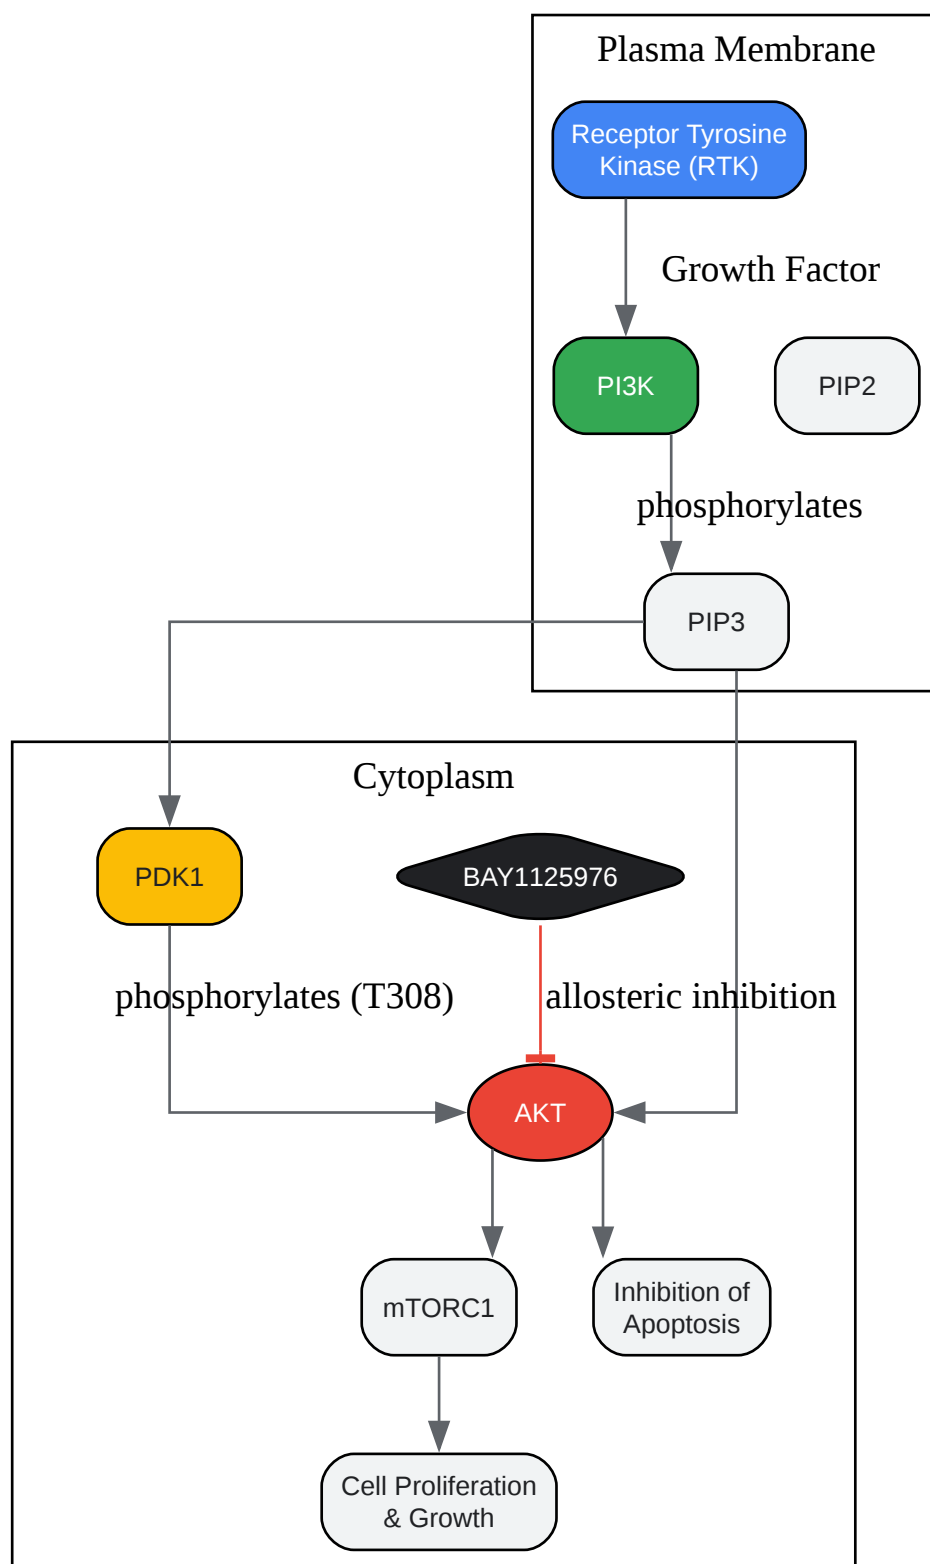 Plasma Membrane
Receptor Tyrosine
Kinase (RTK)
Growth Factor
PI3K
PIP2
phosphorylates
PIP3
Cytoplasm
PDK1
BAY1125976
phosphorylates (T308)
allosteric inhibition
AKT
mTORC1
Inhibition of
Apoptosis
Cell Proliferation
& Growth